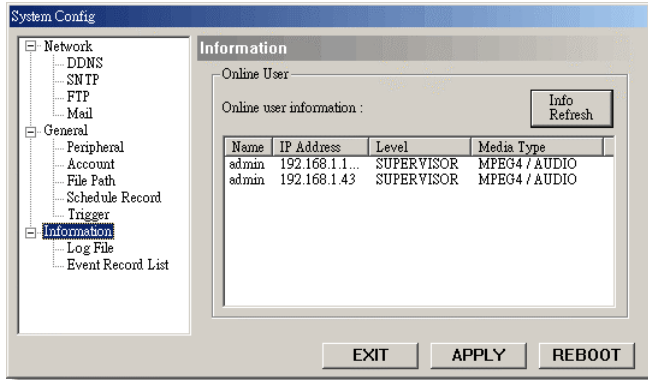 System Config
Network
DDNS
SNTP
FTP
Mail
General
Peripheral
Account
File Path
Schedule Record
Trigger
Information
Log File
Event Record List
Information
Online User
Online user information :
Info
Refresh
Name IP Address Level Media Type
admin 192.168.1.1... SUPERVISOR MPEG4 / AUDIO
admin 192.168.1.43 SUPERVISOR MPEG4 / AUDIO
EXIT APPLY REBOOT